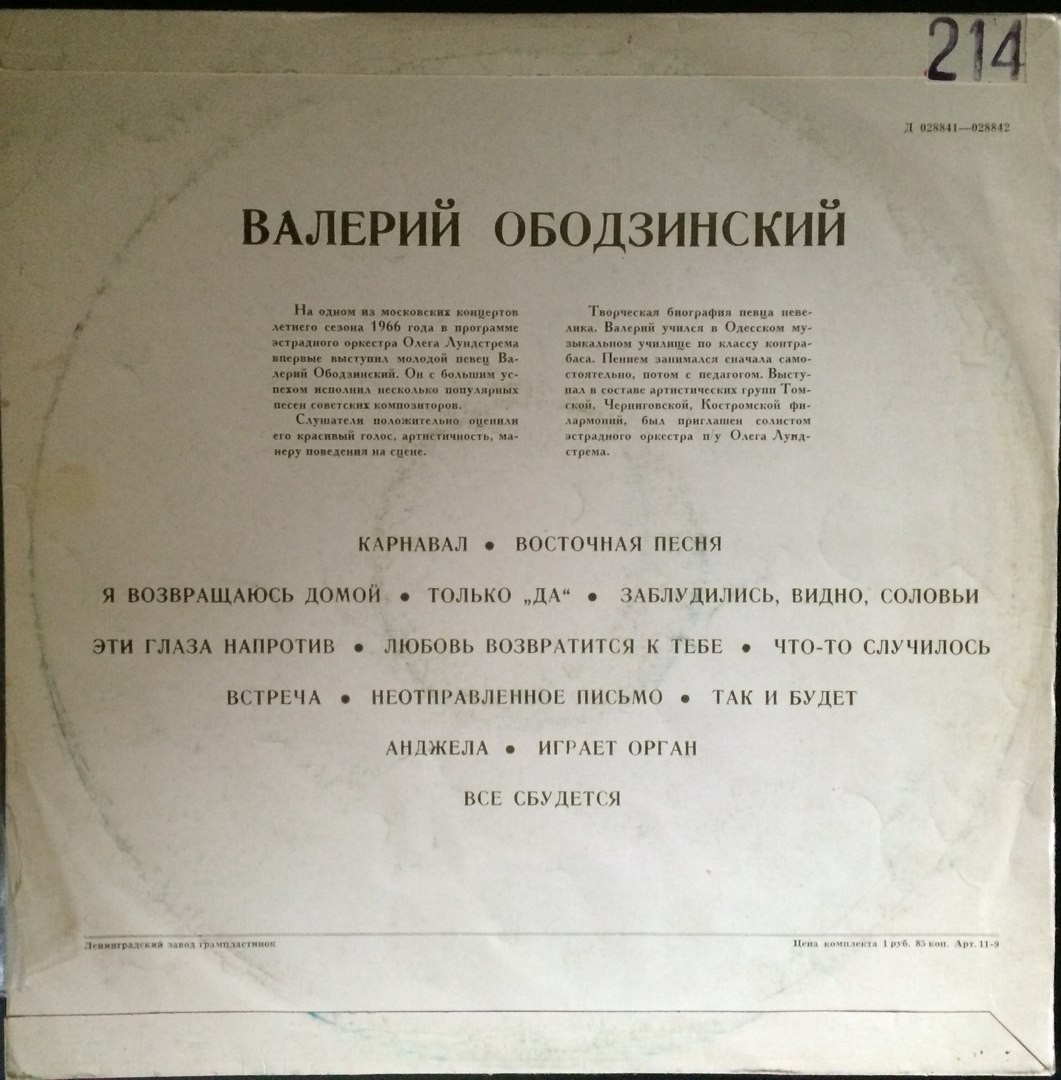 214
Д 028841—028842
ВАЛЕРИЙ ОБОДЗИНСКИЙ
На одном из московских концертов
летнего сезона 1966 года в программе
эстрадного оркестра Олега Лундстрема
впервые выступил молодой певец Ва-
лерий Ободзинский. Он с большим ус-
пехом исполнил несколько популярных
песен советских композиторов.
Слушатели положительно оценили
его красивый голос, артистичность, ма-
неру поведения на сцене.
Творческая биография певца неве-
лика. Валерий учился в Одесском му-
зыкальном училище по классу контра-
баса. Пением занимался сначала само-
стоятельно, потом с педагогом. Высту-
пал в составе артистических групп Том-
ской, Черниговской, Костромской фи-
лармоний, был приглашен солистом
эстрадного оркестра п/у Олега Лунд-
стрема.
КАРНАВАЛ • ВОСТОЧНАЯ ПЕСНЯ
Я ВОЗВРАЩАЮСЬ ДОМОЙ • ТОЛЬКО „ДА“ • ЗАБЛУДИЛИСЬ, ВИДНО, СОЛОВЬИ
ЭТИ ГЛАЗА НАПРОТИВ • ЛЮБОВЬ ВОЗВРАТИТСЯ К ТЕБЕ • ЧТО-ТО СЛУЧИЛОСЬ
ВСТРЕЧА • НЕОТПРАВЛЕННОЕ ПИСЬМО • ТАК И БУДЕТ
АНДЖЕЛА • ИГРАЕТ ОРГАН
ВСЕ СБУДЕТСЯ
Ленинградский завод грампластинок
Цена комплекта 1 руб. 85 коп. Арт. 11-9